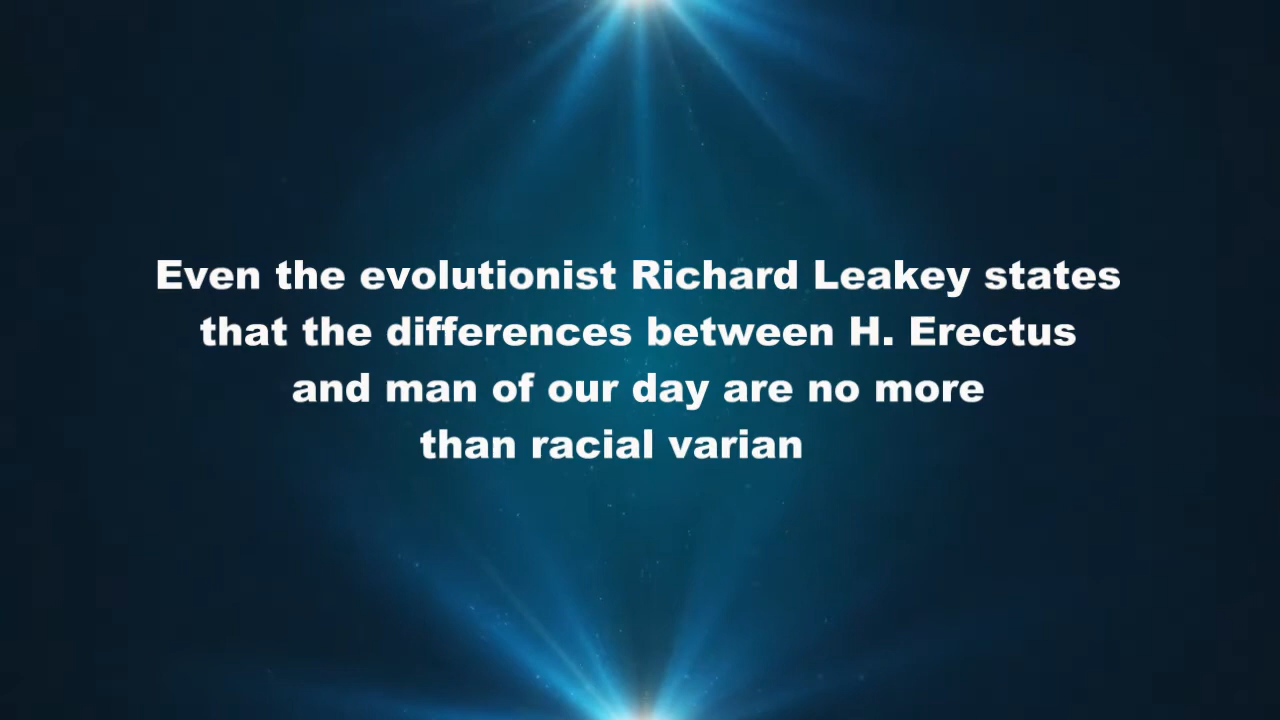 Even the evolutionist Richard Leakey states
that the differences between H. Erectus
and man of our day are no more
than racial varian